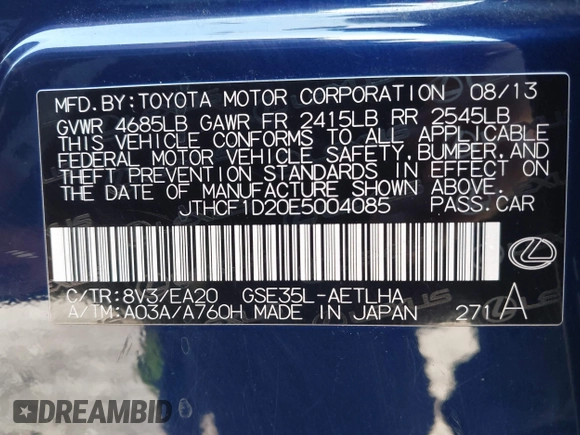 MFD.BY:TOYOTA MOTOR CORPORATION 08/13
GVWR 4685LB GAWR FR 2415LB RR 2545LB
THIS VEHICLE CONFORMS TO ALL APPLICABLE
FEDERAL MOTOR VEHICLE SAFETY,BUMPER,AND
THEFT PREVENTION STANDARDS IN EFFECT ON
THE DATE OF MANUFACTURE SHOWN ABOVE.
JTHCF1D20E5004085 PASS.CAR
C/TR:8V3/EA20 GSE35L-AETLHA
A/TM:A03A/A760H MADE IN JAPAN 271 A
DREAMBID